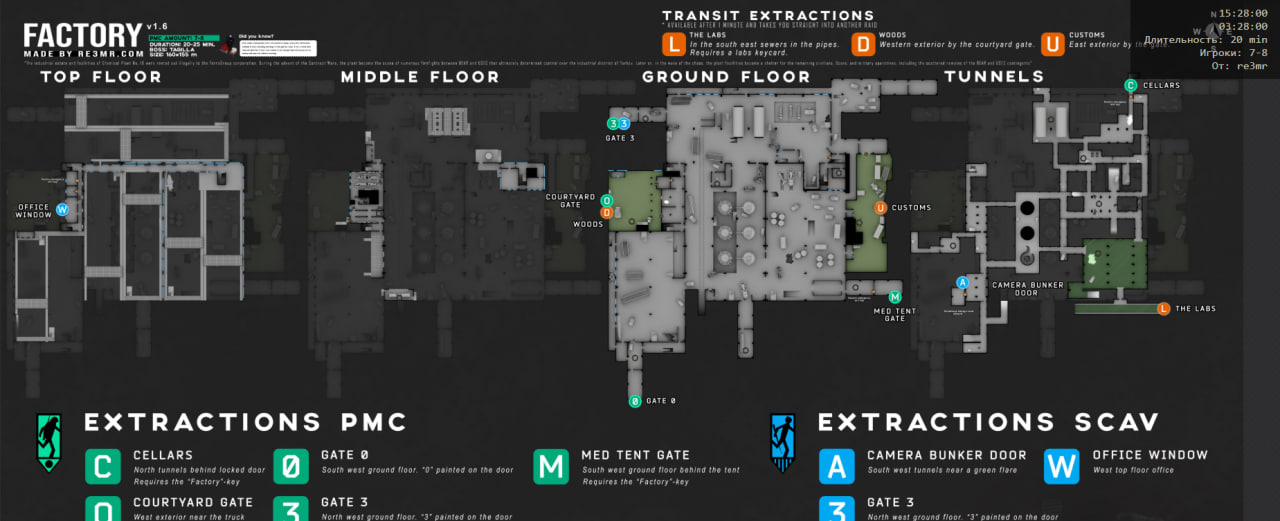 FACTORY v1.6
MADE BY RE3MR.COM
PMC AMOUNT: 7-8
DURATION: 20-25 MIN.
BOSS: TAGILLA
SIZE: 160x155 m
Did you know?
TRANSIT EXTRACTIONS
* AVAILABLE AFTER 1 MINUTE AND TAKES YOU STRAIGHT INTO ANOTHER RAID
L THE LABS
In the south east sewers in the pipes.
Requires a labs keycard.
D WOODS
Western exterior by the courtyard gate.
U CUSTOMS
East exterior by the gate.
N
W
15:28:00
03:28:00
Длительность: 20 min
Игроки: 7-8
От: re3mr
TOP FLOOR
MIDDLE FLOOR
GROUND FLOOR
TUNNELS
OFFICE
WINDOW
W
3 3
GATE 3
COURTYARD
GATE
O
D
WOODS
U CUSTOMS
M
MED TENT
GATE
0 GATE 0
C CELLARS
A
CAMERA BUNKER
DOOR
L THE LABS
EXTRACTIONS PMC
C CELLARS
North tunnels behind locked door
Requires the "Factory"-key
0 GATE 0
South west ground floor. "0" painted on the door
M MED TENT GATE
South west ground floor behind the tent
Requires the "Factory"-key
O COURTYARD GATE
West exterior near the truck
3 GATE 3
North west ground floor. "3" painted on the door
EXTRACTIONS SCAV
A CAMERA BUNKER DOOR
South west tunnels near a green flare
W OFFICE WINDOW
West top floor office
3 GATE 3
North west ground floor. "3" painted on the door